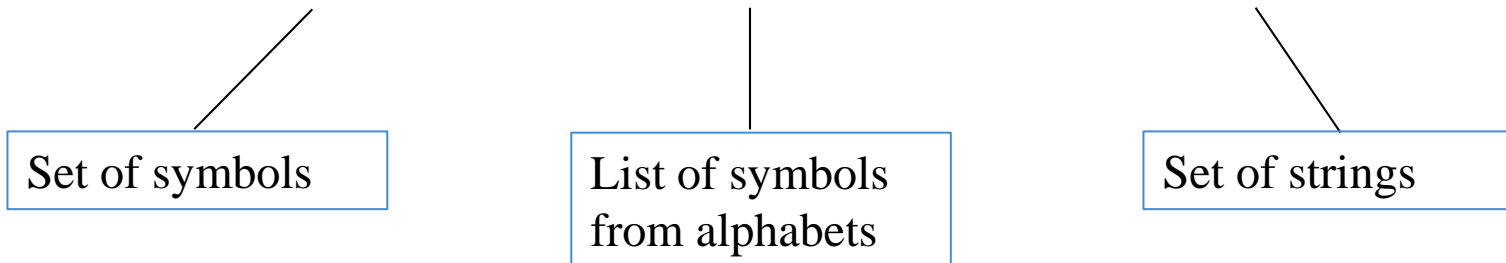 Set of symbols
List of symbols
from alphabets
Set of strings